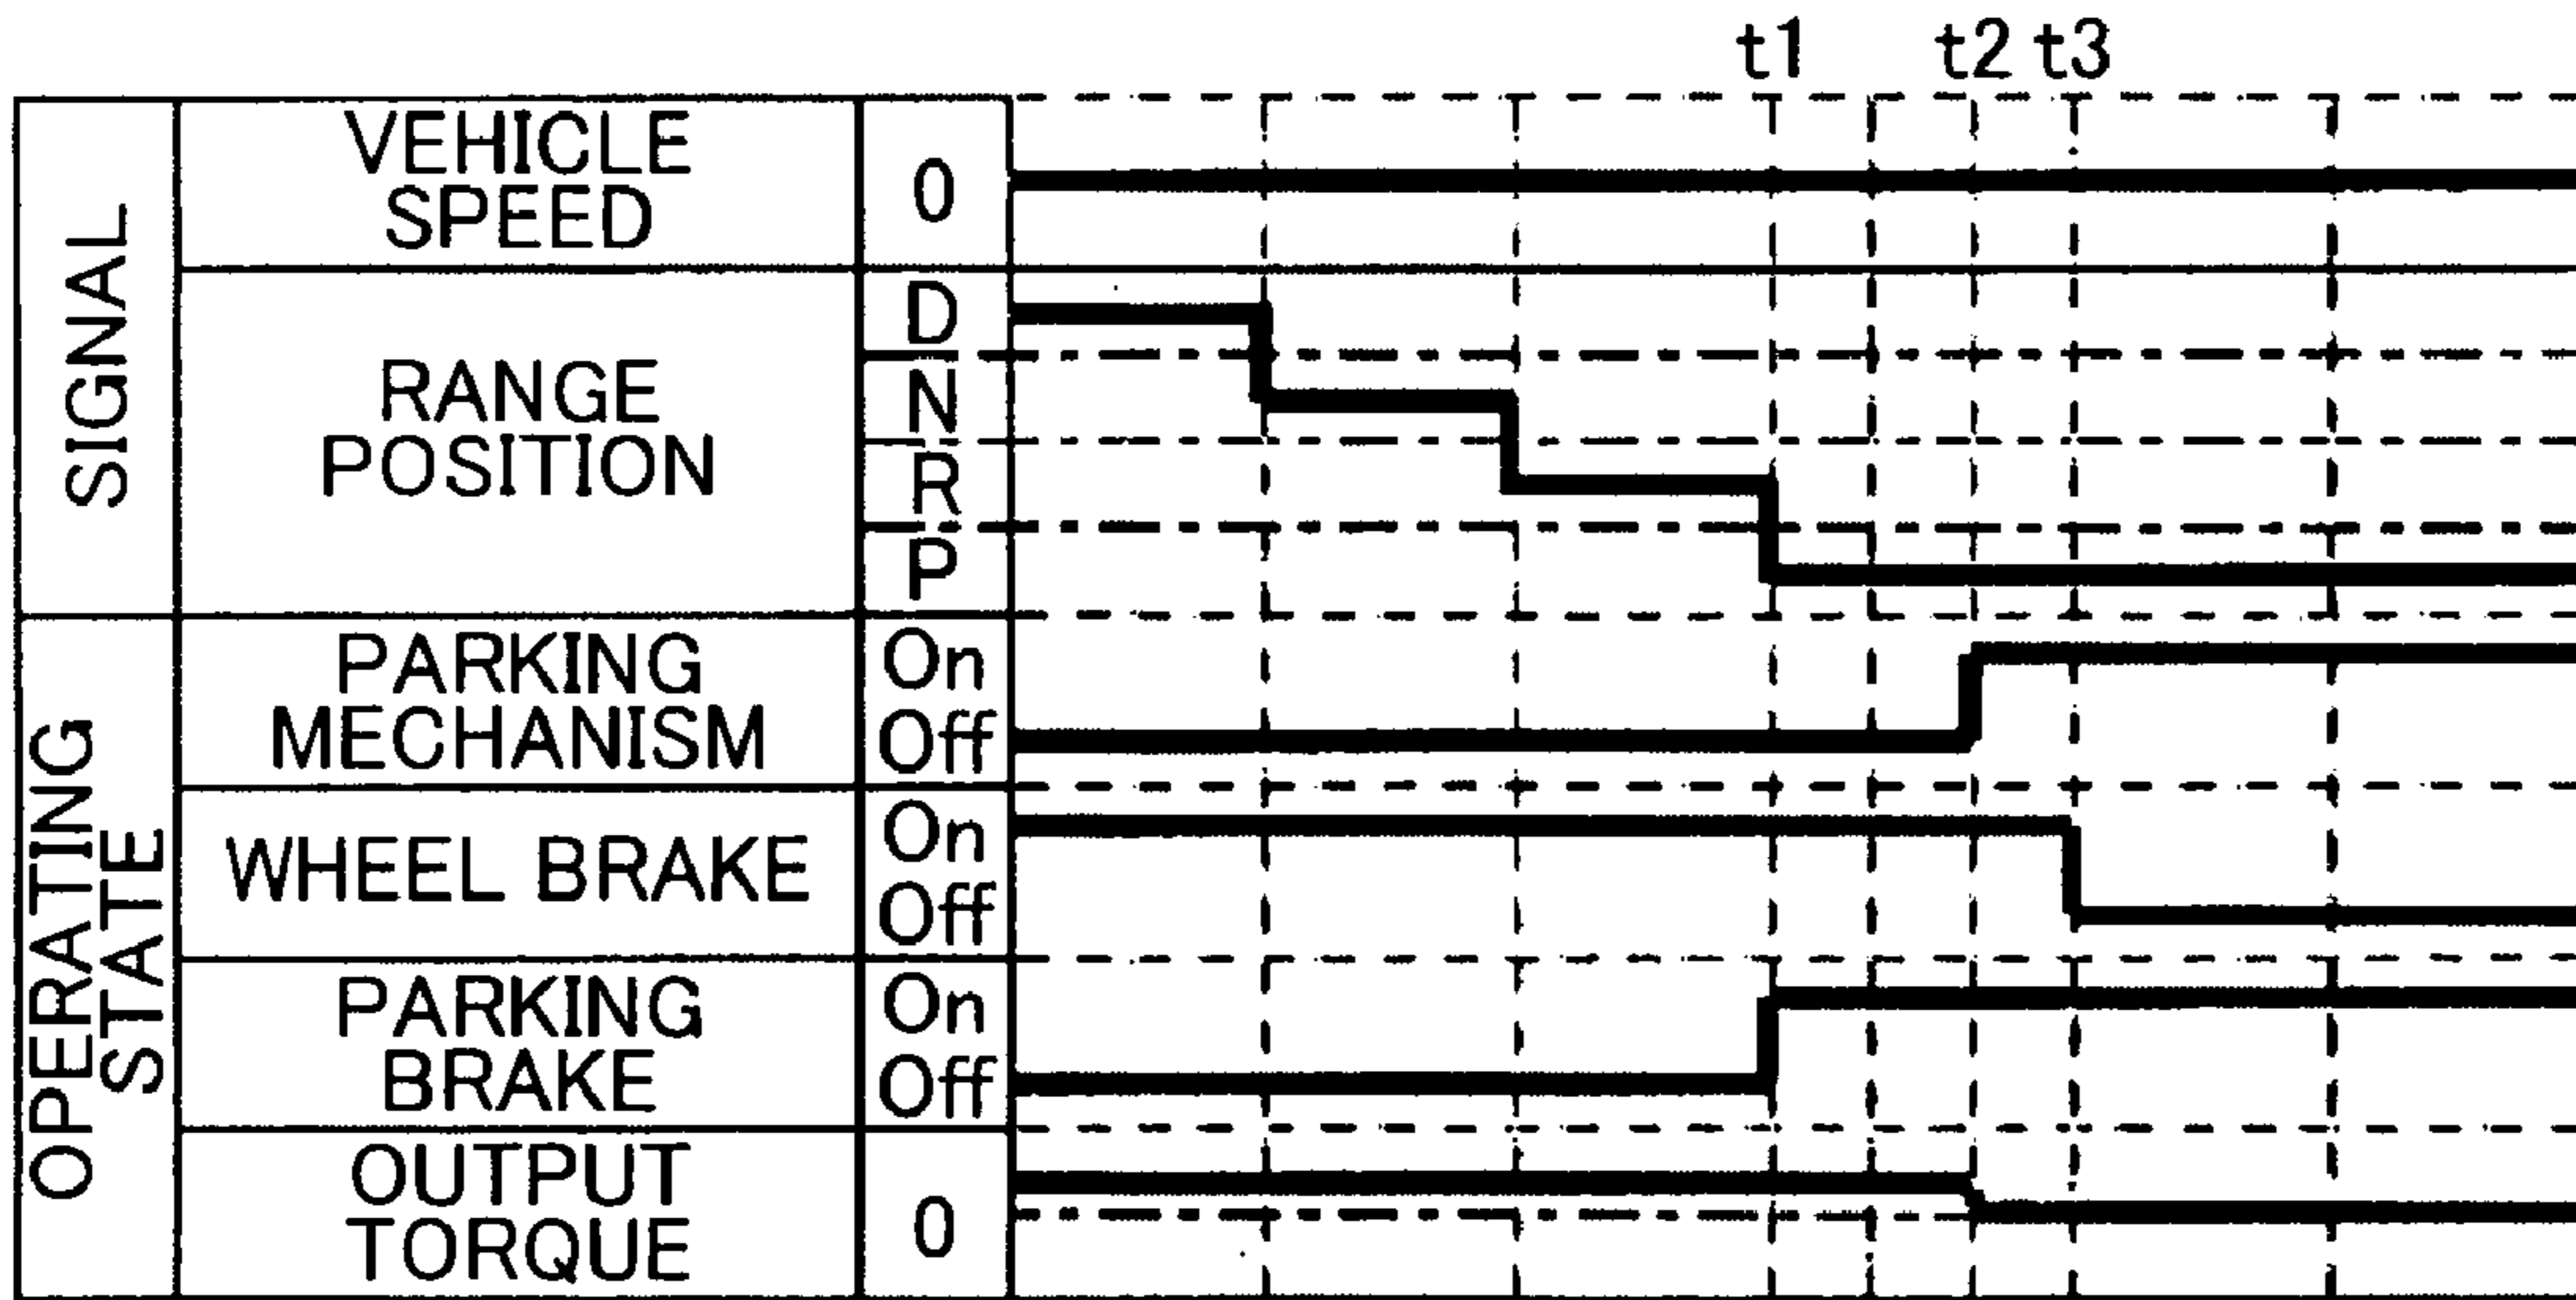 t1 t2 t3
SIGNAL
VEHICLE
SPEED
0
RANGE
POSITION
D
N
R
P
OPERATING
STATE
PARKING
MECHANISM
On
Off
WHEEL BRAKE
On
Off
PARKING
BRAKE
On
Off
OUTPUT
TORQUE
0